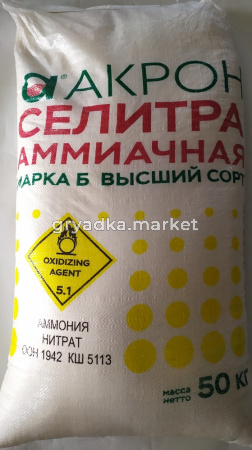 АКРОН
СЕЛИТРА
АММИАЧНАЯ
МАРКА Б ВЫСШИЙ СОРТ
gryadka.market
OXIDIZING
AGENT
5.1
АММОНИЯ
НИТРАТ
ООН 1942 КШ 5113
масса
нетто 50 кг